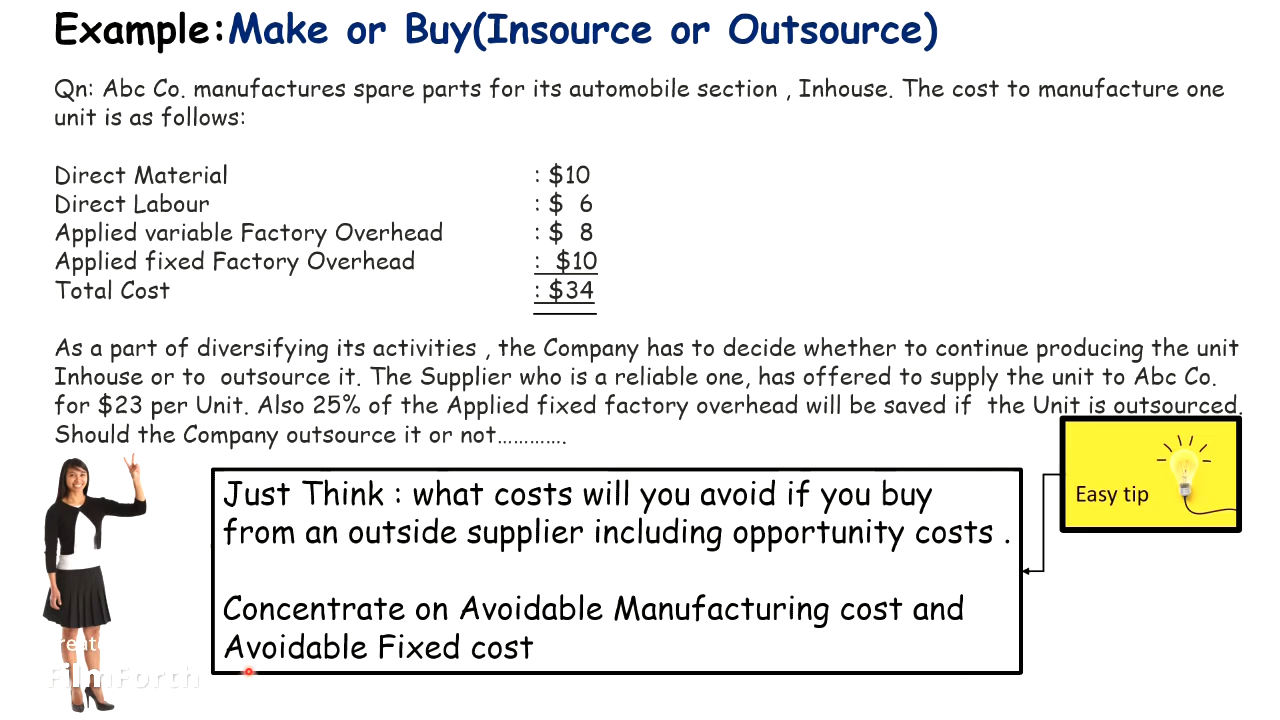 Example:Make or Buy(Insource or Outsource)
Qn: Abc Co. manufactures spare parts for its automobile section , Inhouse. The cost to manufacture one
unit is as follows:
Direct Material : $10
Direct Labour : $ 6
Applied variable Factory Overhead : $ 8
Applied fixed Factory Overhead : $10
Total Cost : $34
As a part of diversifying its activities , the Company has to decide whether to continue producing the unit
Inhouse or to outsource it. The Supplier who is a reliable one, has offered to supply the unit to Abc Co.
for $23 per Unit. Also 25% of the Applied fixed factory overhead will be saved if the Unit is outsourced.
Should the Company outsource it or not.............
Easy tip
Just Think : what costs will you avoid if you buy
from an outside supplier including opportunity costs .
Concentrate on Avoidable Manufacturing cost and
Avoidable Fixed cost
FilmForth